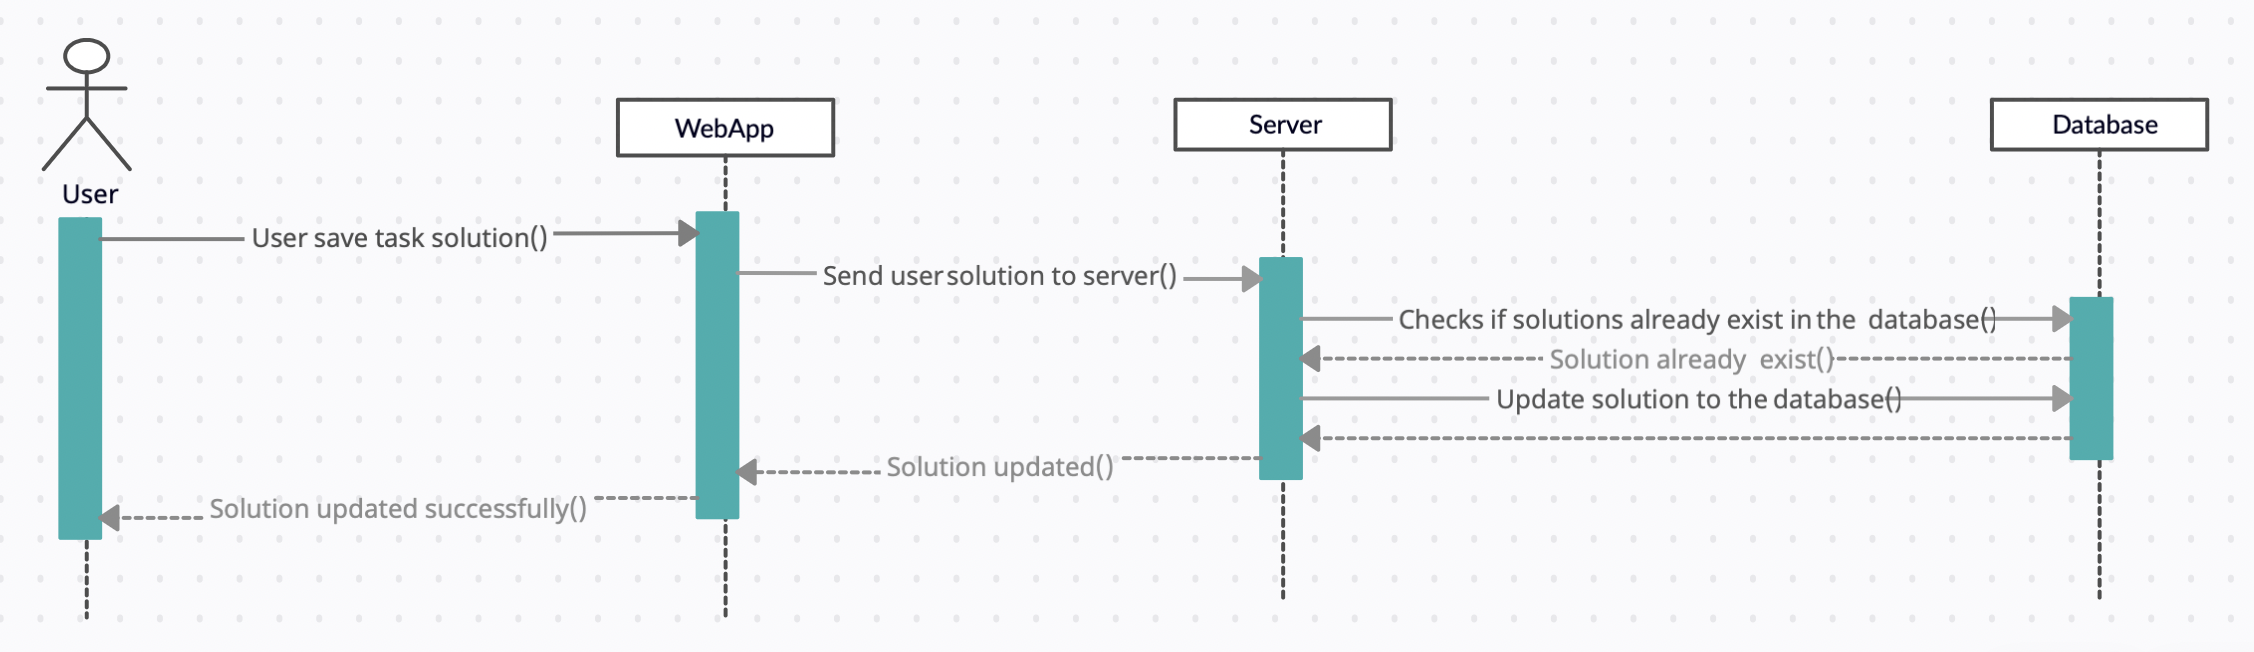 WebApp
Server
Database
User
User save task solution()
Send user solution to server()
Checks if solutions already exist in the database()
Solution already exist()
Update solution to the database()
Solution updated()
Solution updated successfully()